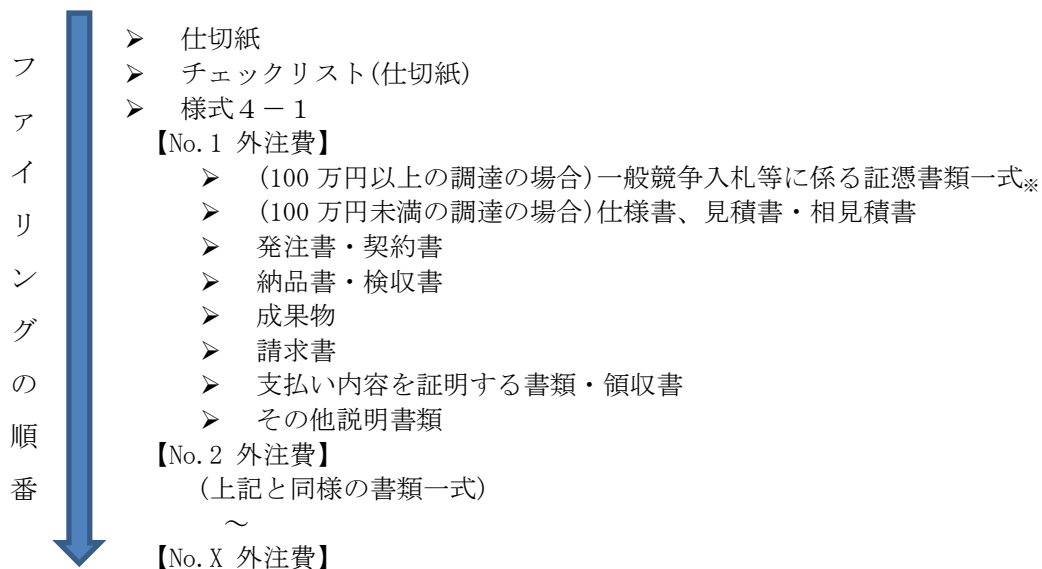 ファイリングの順番
➢ 仕切紙
➢ チェックリスト(仕切紙)
➢ 様式４－１
【No.1 外注費】
➢ (100 万円以上の調達の場合)一般競争入札等に係る証憑書類一式※
➢ (100 万円未満の調達の場合)仕様書、見積書・相見積書
➢ 発注書・契約書
➢ 納品書・検収書
➢ 成果物
➢ 請求書
➢ 支払い内容を証明する書類・領収書
➢ その他説明書類
【No.2 外注費】
(上記と同様の書類一式)
～
【No.X 外注費】